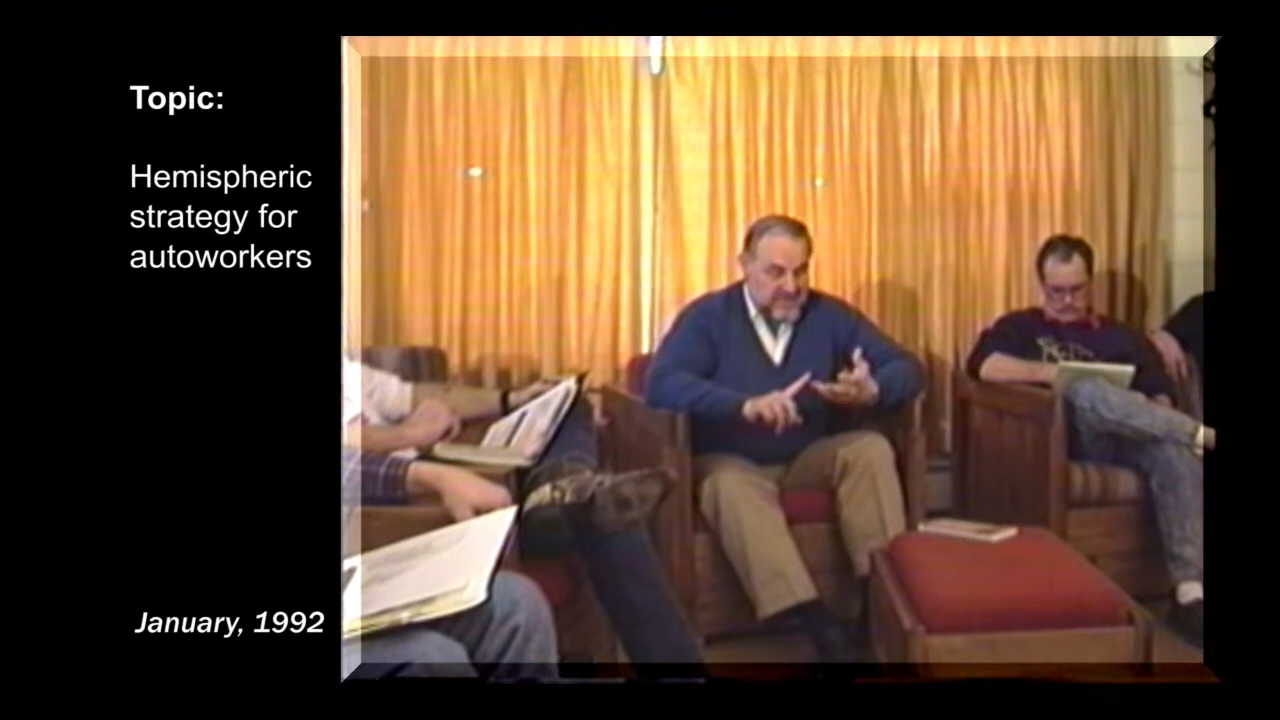 Topic:
Hemispheric
strategy for
autoworkers
January, 1992